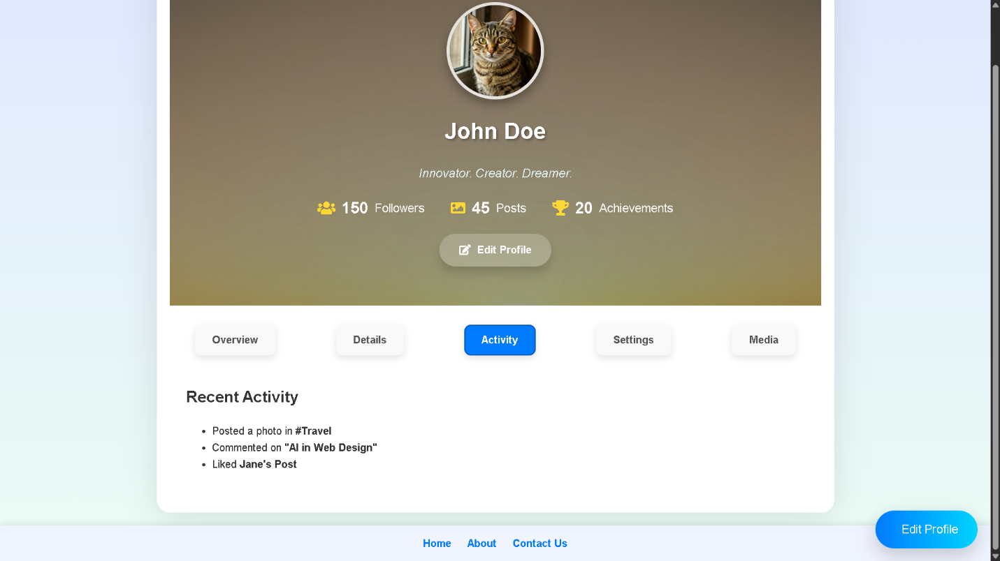 John Doe
Innovator. Creator. Dreamer.
150 Followers 45 Posts 20 Achievements
Edit Profile
Overview Details Activity Settings Media
Recent Activity
• Posted a photo in #Travel
• Commented on "AI in Web Design"
• Liked Jane's Post
Edit Profile
Home About Contact Us